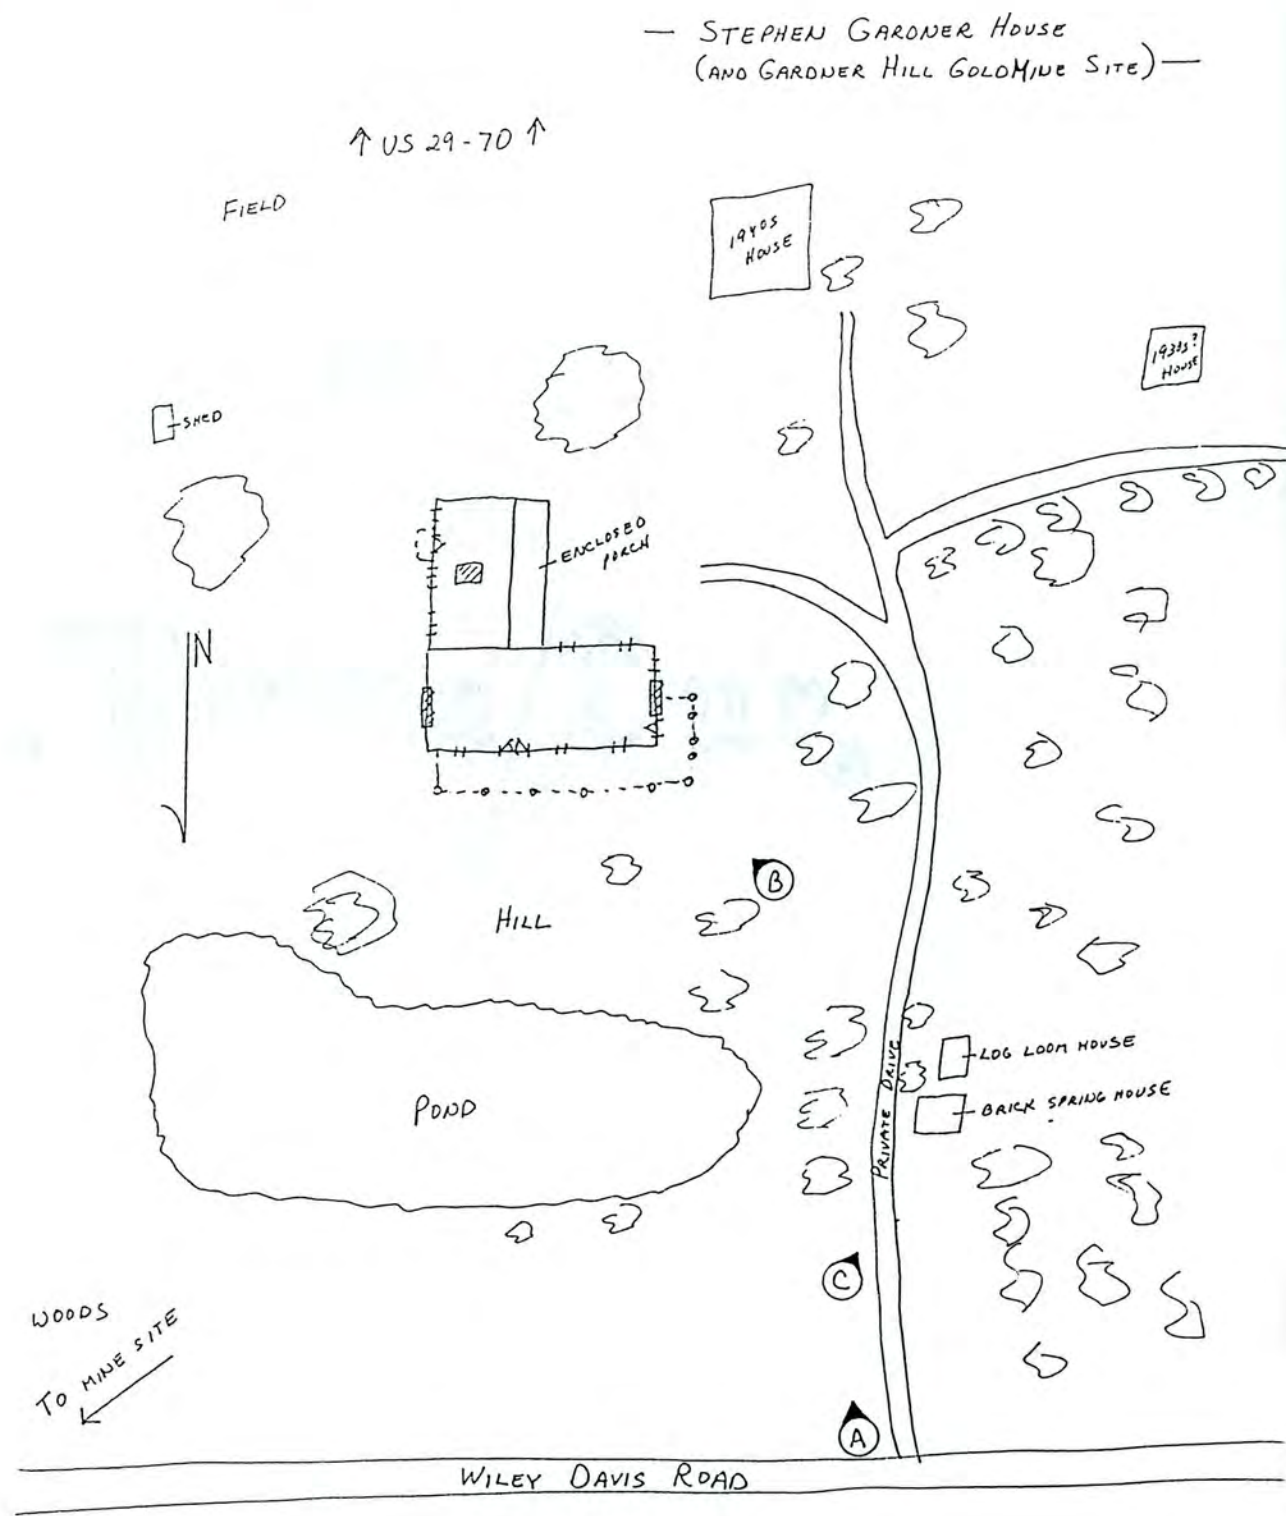 — STEPHEN GARDNER HOUSE
(AND GARDNER HILL GOLDMINE SITE) —
↑ US 29-70 ↑
FIELD
1940S
HOUSE
1930s?
HOUSE
SHED
ENCLOSED
PORCH
N
B
HILL
LOG LOOM HOUSE
BRICK SPRING HOUSE
POND
PRIVATE DRIVE
C
WOODS
TO MINE SITE
A
WILEY DAVIS ROAD